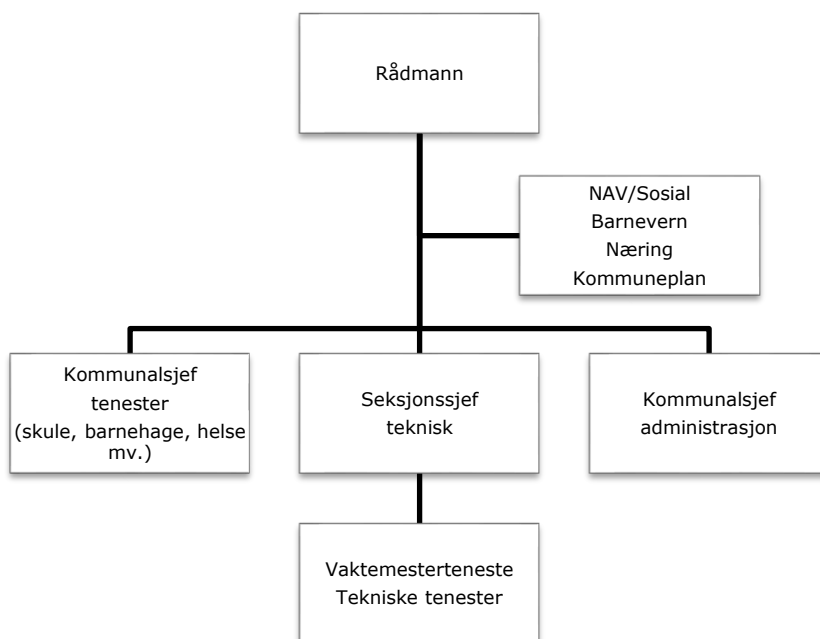 Rådmann
NAV/Sosial
Barnevern
Næring
Kommuneplan
Kommunalsjef
tenester
(skule, barnehage, helse
mv.)
Seksjonssjef
teknisk
Kommunalsjef
administrasjon
Vaktemesterteneste
Tekniske tenester